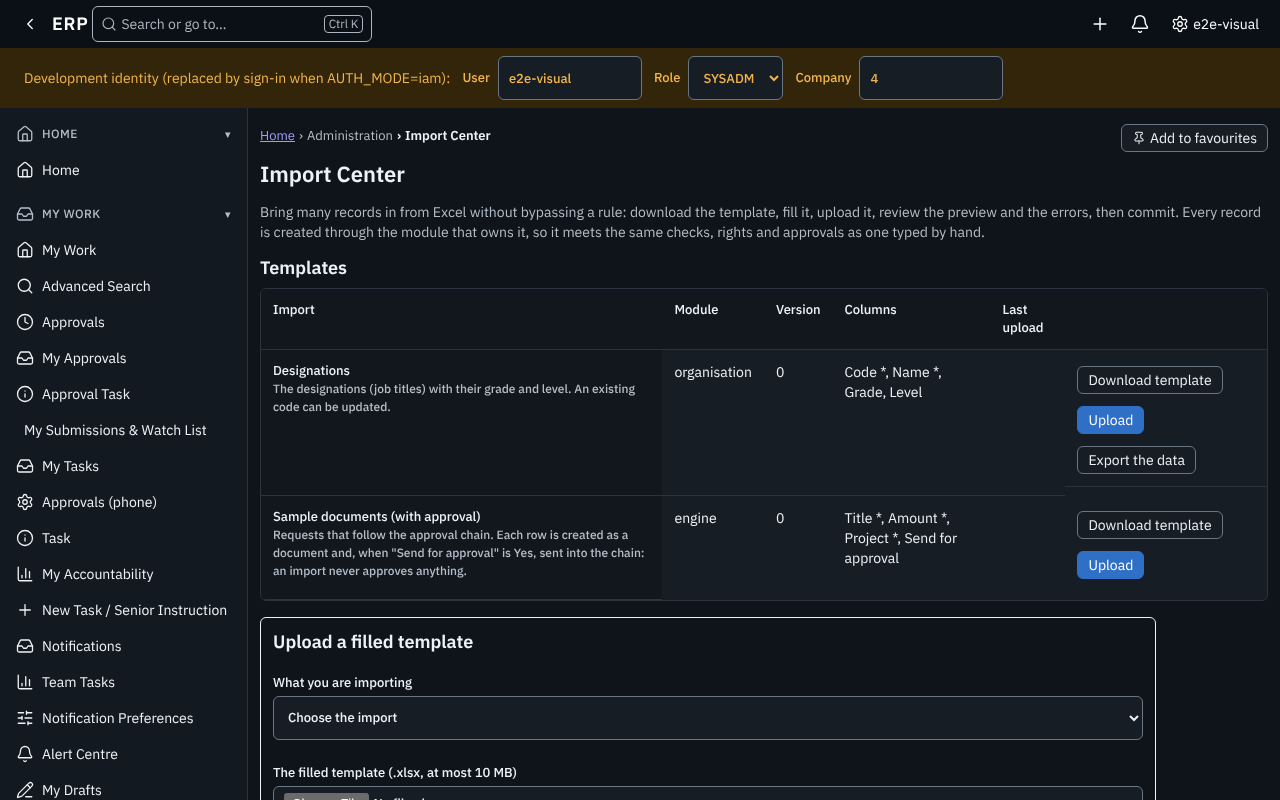 ERP
Search or go to...
Ctrl K
e2e-visual
Development identity (replaced by sign-in when AUTH_MODE=iam):
User
e2e-visual
Role
SYSADM
Company
4
HOME
Home
MY WORK
My Work
Advanced Search
Approvals
My Approvals
Approval Task
My Submissions & Watch List
My Tasks
Approvals (phone)
Task
My Accountability
New Task / Senior Instruction
Notifications
Team Tasks
Notification Preferences
Alert Centre
My Drafts
Home › Administration › Import Center
Add to favourites
Import Center
Bring many records in from Excel without bypassing a rule: download the template, fill it, upload it, review the preview and the errors, then commit. Every record
is created through the module that owns it, so it meets the same checks, rights and approvals as one typed by hand.
Templates
Import
Module
Version
Columns
Last
upload
Designations
The designations (job titles) with their grade and level. An existing
code can be updated.
organisation
0
Code *, Name *,
Grade, Level
Download template
Upload
Export the data
Sample documents (with approval)
Requests that follow the approval chain. Each row is created as a
document and, when "Send for approval" is Yes, sent into the chain:
an import never approves anything.
engine
0
Title *, Amount *,
Project *, Send for
approval
Download template
Upload
Upload a filled template
What you are importing
Choose the import
The filled template (.xlsx, at most 10 MB)